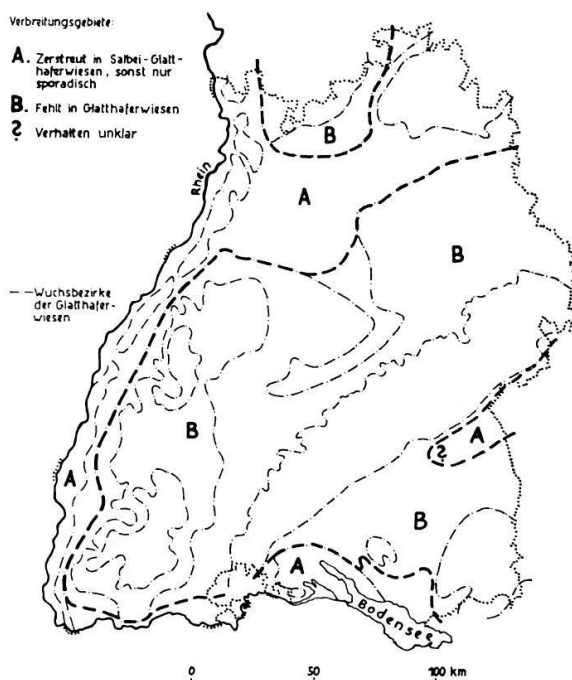 Verbreitungsgebiete:
A. Zerstreut in Salbei-Glatt-
haferwiesen, sonst nur
sporadisch
B. Fehlt in Glatthaferwiesen
? Verhalten unklar
Rhein
B
A
B
— — Wuchsbezirke
der Glatthafer-
wiesen
B
A
A
?
B
A
Bodensee
0 50 100 km